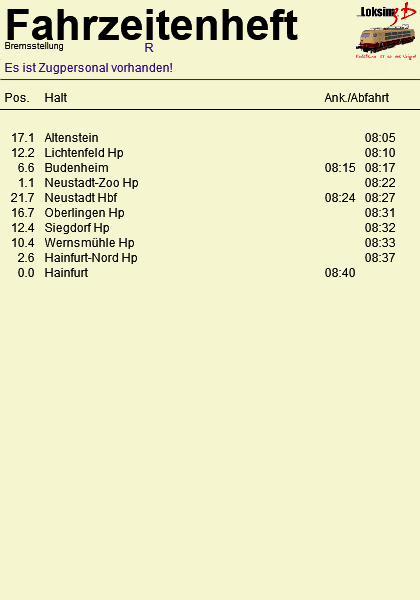 Fahrzeitenheft
Loksim3D
Bremsstellung R
Es ist Zugpersonal vorhanden!
Pos. Halt Ank./Abfahrt
17.1 Altenstein 08:05
12.2 Lichtenfeld Hp 08:10
6.6 Budenheim 08:15 08:17
1.1 Neustadt-Zoo Hp 08:22
21.7 Neustadt Hbf 08:24 08:27
16.7 Oberlingen Hp 08:31
12.4 Siegdorf Hp 08:32
10.4 Wernsmühle Hp 08:33
2.6 Hainfurt-Nord Hp 08:37
0.0 Hainfurt 08:40